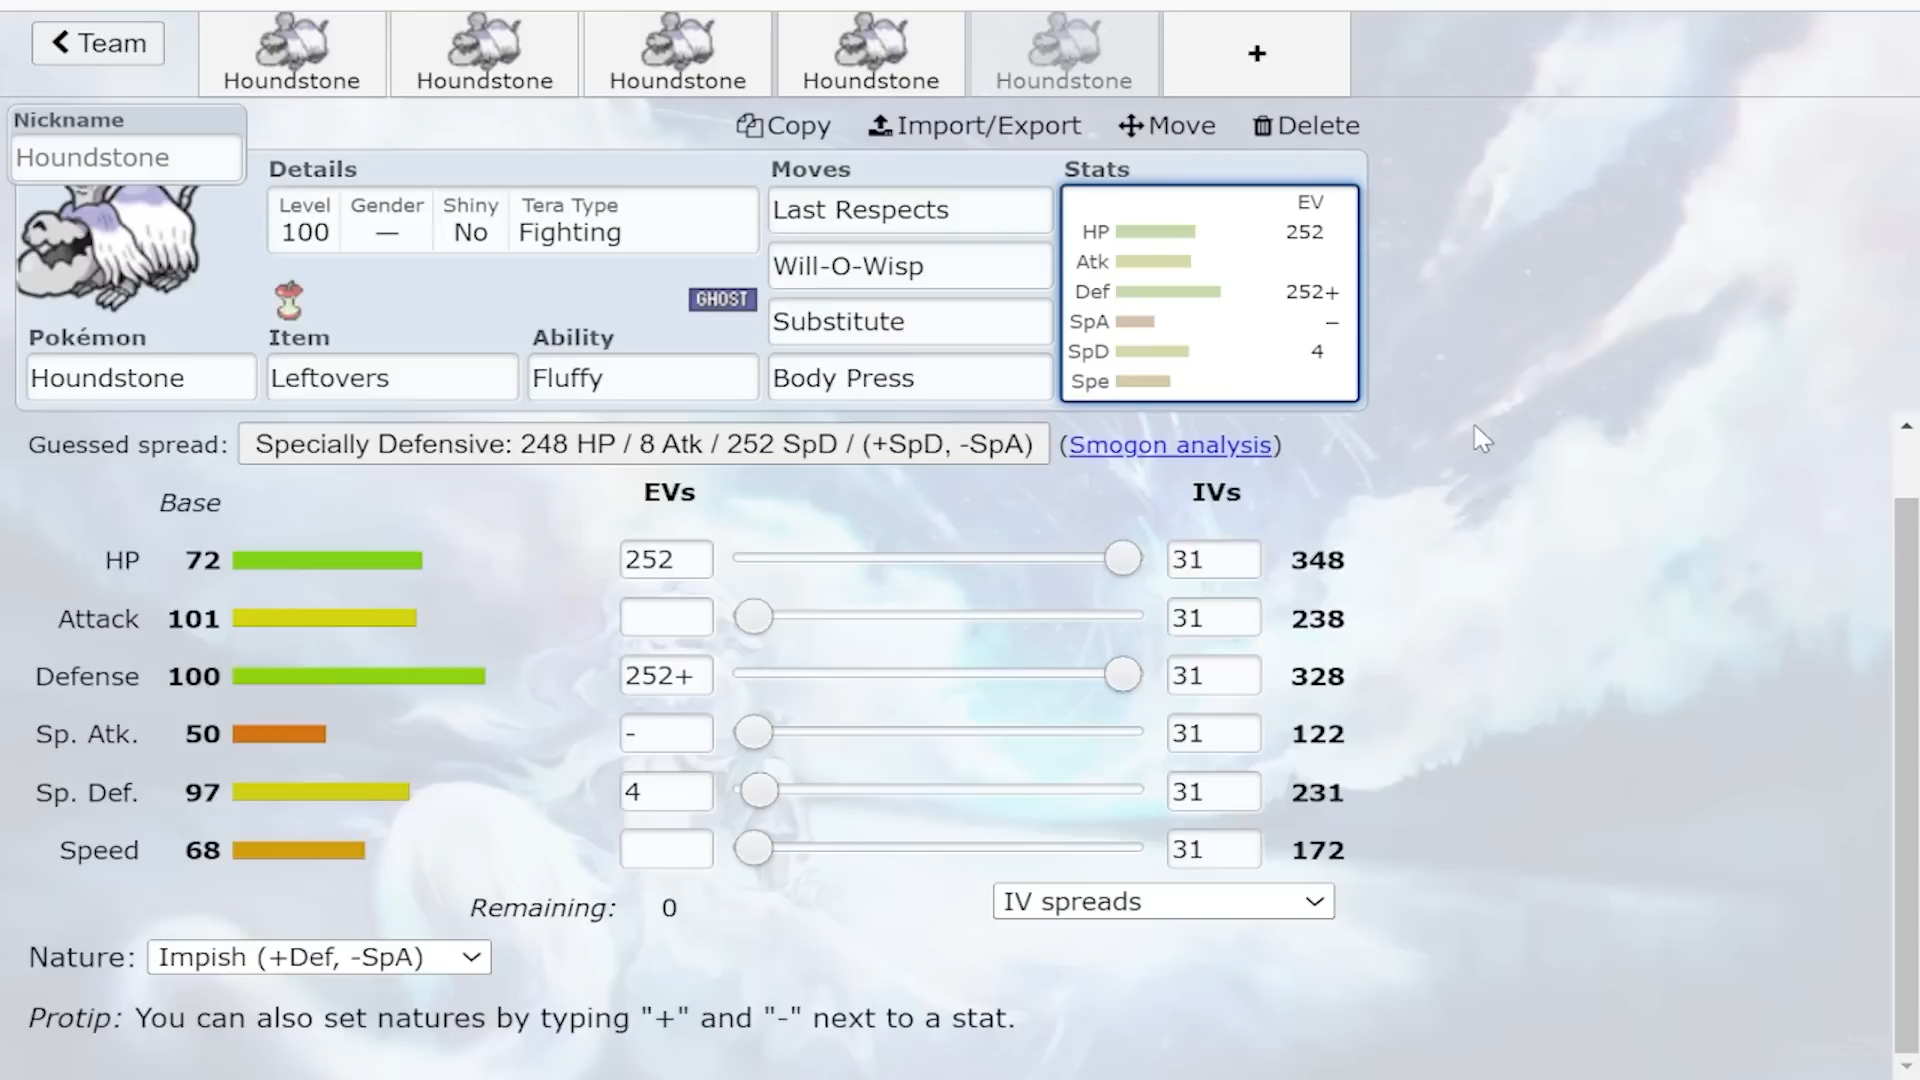 Team
Houndstone
Houndstone
Houndstone
Houndstone
Houndstone
+
Nickname
Houndstone
Copy
Import/Export
Move
Delete
Details
Level
100
Gender
—
Shiny
No
Tera Type
Fighting
GHOST
Pokémon
Houndstone
Item
Leftovers
Ability
Fluffy
Moves
Last Respects
Will-O-Wisp
Substitute
Body Press
Stats
EV
HP 252
Atk
Def 252+
SpA −
SpD 4
Spe
Guessed spread: Specially Defensive: 248 HP / 8 Atk / 252 SpD / (+SpD, -SpA) (Smogon analysis)
Base EVs IVs
HP 72 252 31 348
Attack 101 31 238
Defense 100 252+ 31 328
Sp. Atk. 50 - 31 122
Sp. Def. 97 4 31 231
Speed 68 31 172
Remaining: 0
IV spreads
Nature: Impish (+Def, -SpA)
Protip: You can also set natures by typing "+" and "-" next to a stat.